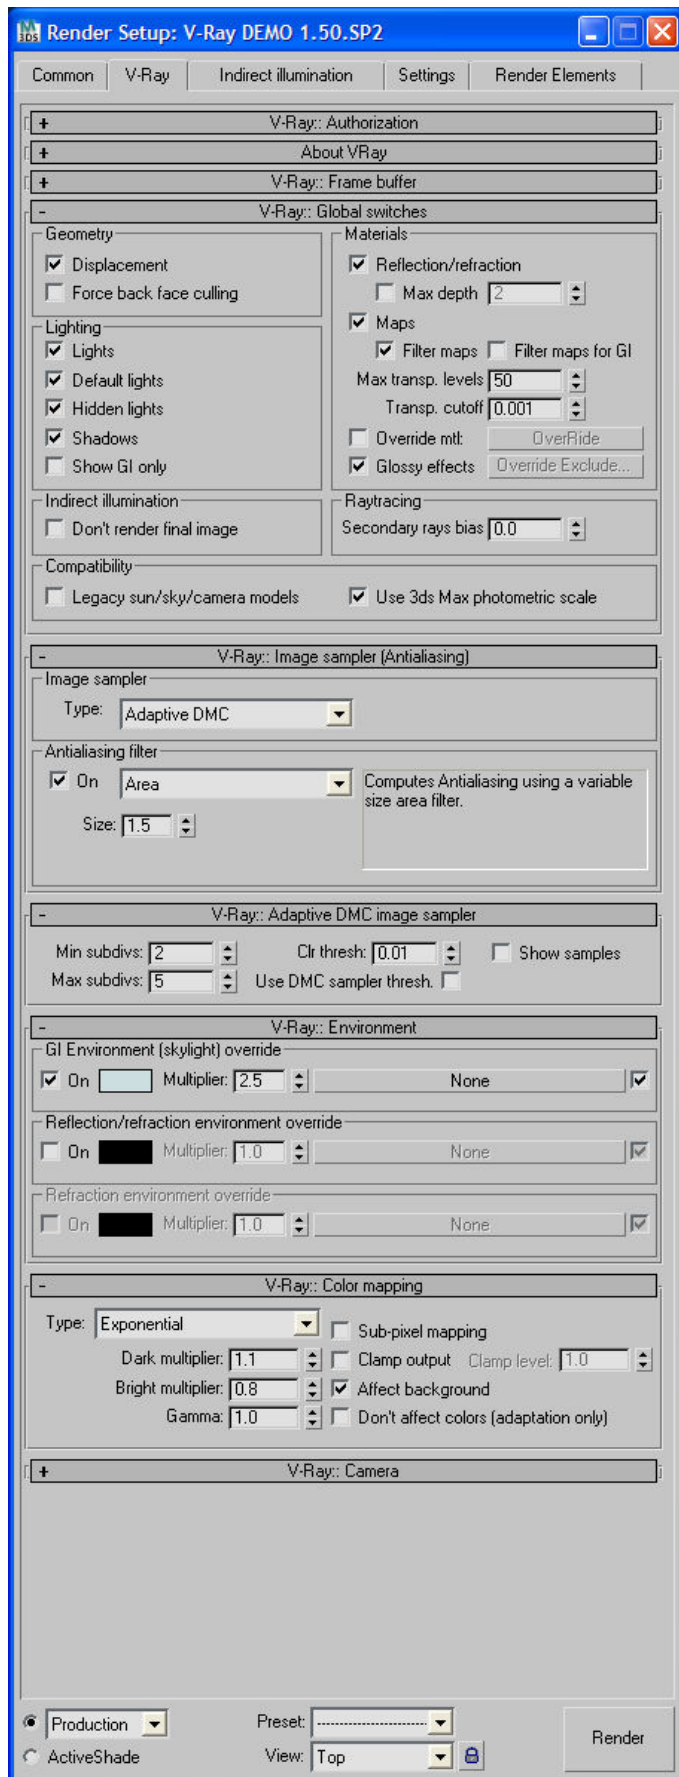 Render Setup: V-Ray DEMO 1.50.SP2
Common V-Ray Indirect illumination Settings Render Elements
+ V-Ray:: Authorization
+ About VRay
+ V-Ray:: Frame buffer
- V-Ray:: Global switches
Geometry
Displacement
Force back face culling
Lighting
Lights
Default lights
Hidden lights
Shadows
Show GI only
Indirect illumination
Don't render final image
Materials
Reflection/refraction
Max depth 2
Maps
Filter maps Filter maps for GI
Max transp. levels 50
Transp. cutoff 0.001
Override mtl: OverRide
Glossy effects Override Exclude...
Raytracing
Secondary rays bias 0.0
Compatibility
Legacy sun/sky/camera models Use 3ds Max photometric scale
- V-Ray:: Image sampler (Antialiasing)
Image sampler
Type: Adaptive DMC
Antialiasing filter
On Area
Size: 1.5
Computes Antialiasing using a variable
size area filter.
- V-Ray:: Adaptive DMC image sampler
Min subdivs: 2 Clr thresh: 0.01 Show samples
Max subdivs: 5 Use DMC sampler thresh.
- V-Ray:: Environment
GI Environment (skylight) override
On Multiplier: 2.5 None
Reflection/refraction environment override
On Multiplier: 1.0 None
Refraction environment override
On Multiplier: 1.0 None
- V-Ray:: Color mapping
Type: Exponential Sub-pixel mapping
Dark multiplier: 1.1 Clamp output Clamp level: 1.0
Bright multiplier: 0.8 Affect background
Gamma: 1.0 Don't affect colors (adaptation only)
+ V-Ray:: Camera
Production Preset: -------------------------
ActiveShade View: Top
Render